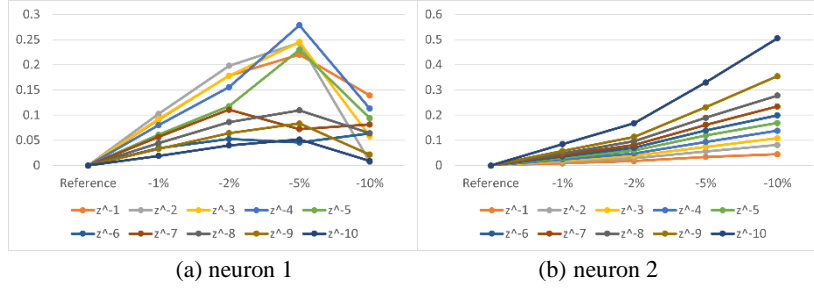 0.3
0.25
0.2
0.15
0.1
0.05
0
Reference -1% -2% -5% -10%
z^-1 z^-2 z^-3 z^-4 z^-5
z^-6 z^-7 z^-8 z^-9 z^-10
(a) neuron 1
0.6
0.5
0.4
0.3
0.2
0.1
0
Reference -1% -2% -5% -10%
z^-1 z^-2 z^-3 z^-4 z^-5
z^-6 z^-7 z^-8 z^-9 z^-10
(b) neuron 2